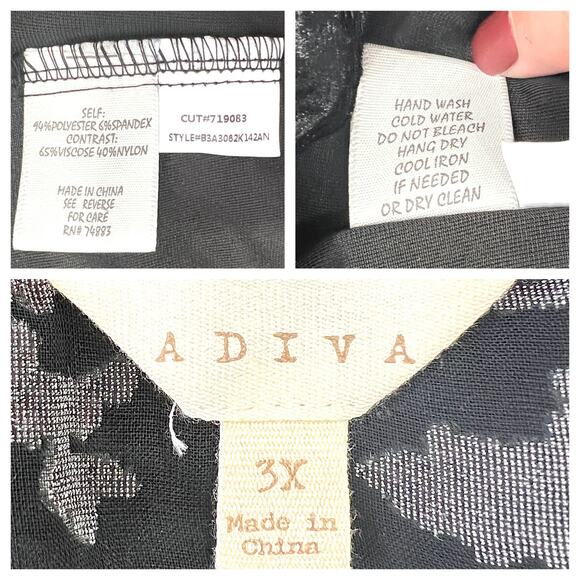 SELF:
94%POLYESTER 6%SPANDEX
CONTRAST:
65%VISCOSE 40%NYLON
MADE IN CHINA
SEE REVERSE
FOR CARE
RN# 74883
CUT#719083
STYLE#B3A3082K142AN
HAND WASH
COLD WATER
DO NOT BLEACH
HANG DRY
COOL IRON
IF NEEDED
OR DRY CLEAN
ADIVA
3X
Made in
China